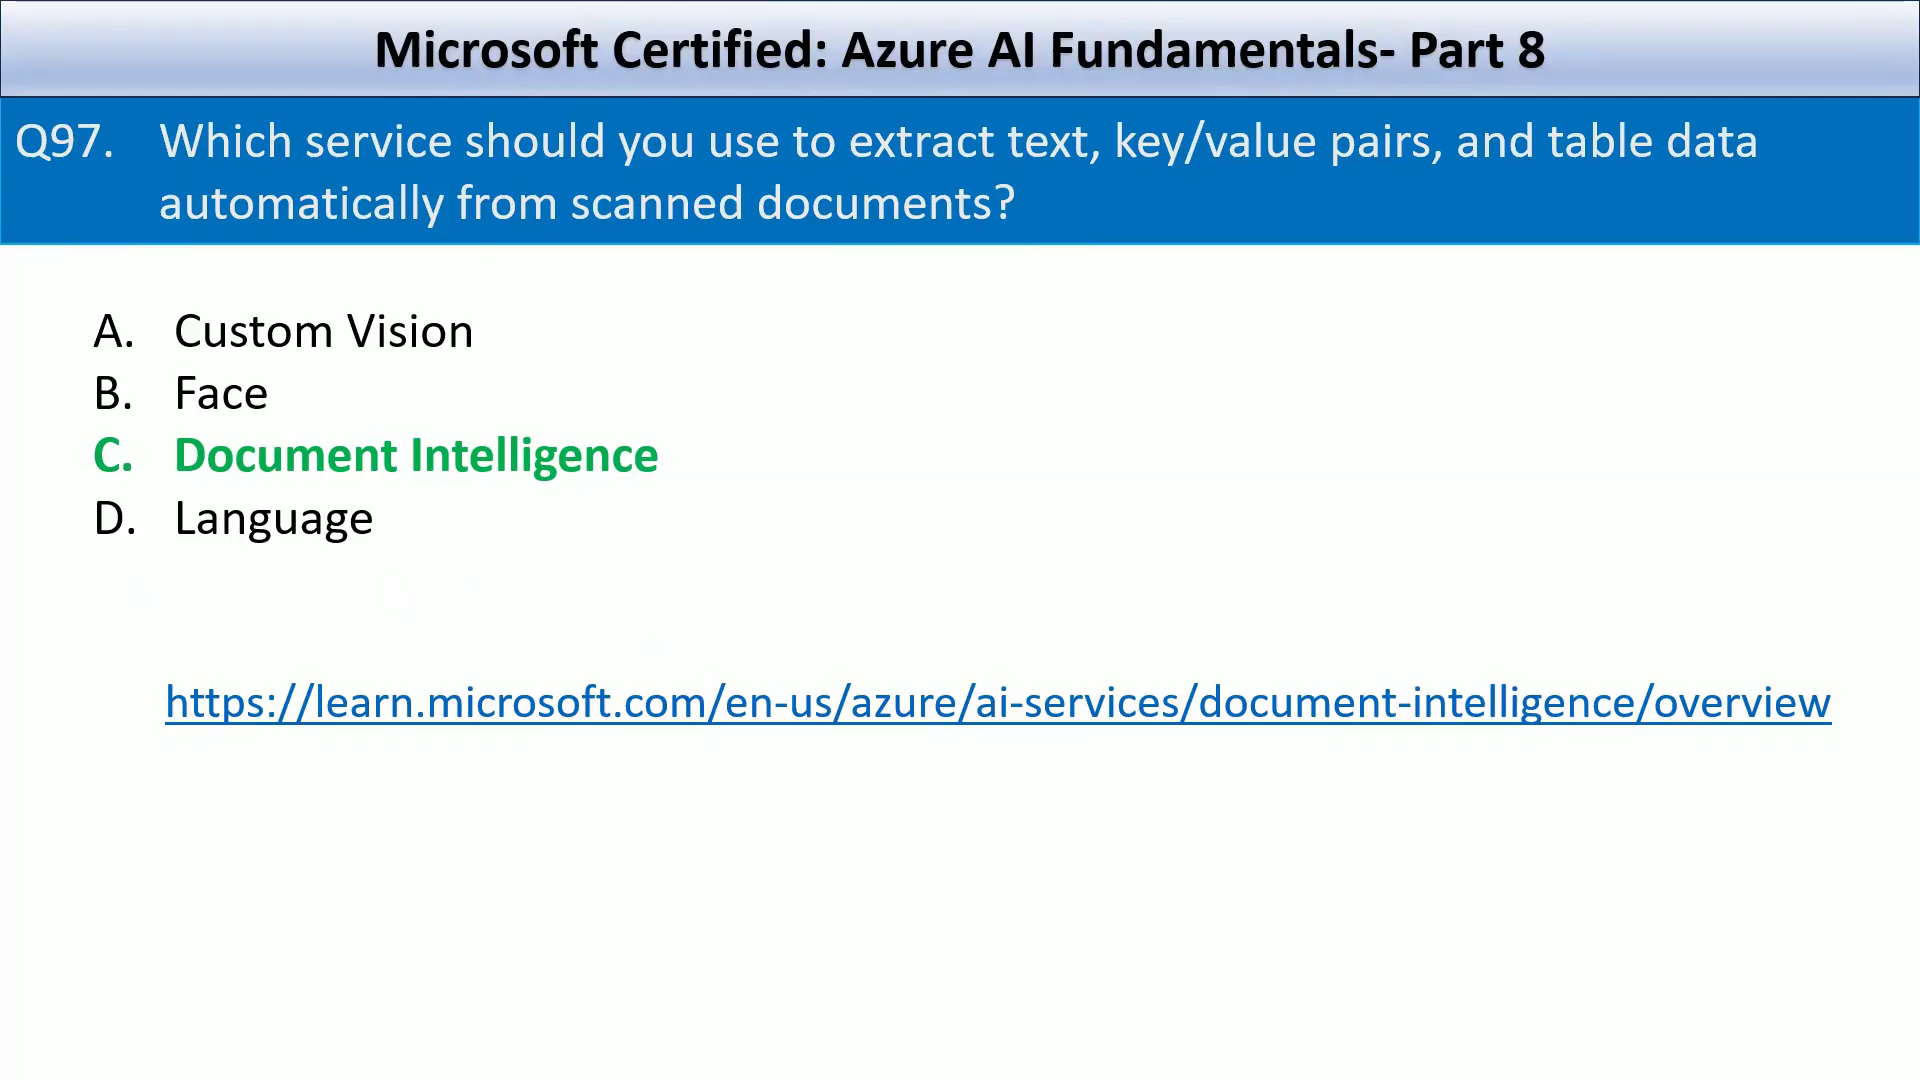 Microsoft Certified: Azure AI Fundamentals- Part 8
Q97. Which service should you use to extract text, key/value pairs, and table data
automatically from scanned documents?
A. Custom Vision
B. Face
C. Document Intelligence
D. Language
https://learn.microsoft.com/en-us/azure/ai-services/document-intelligence/overview